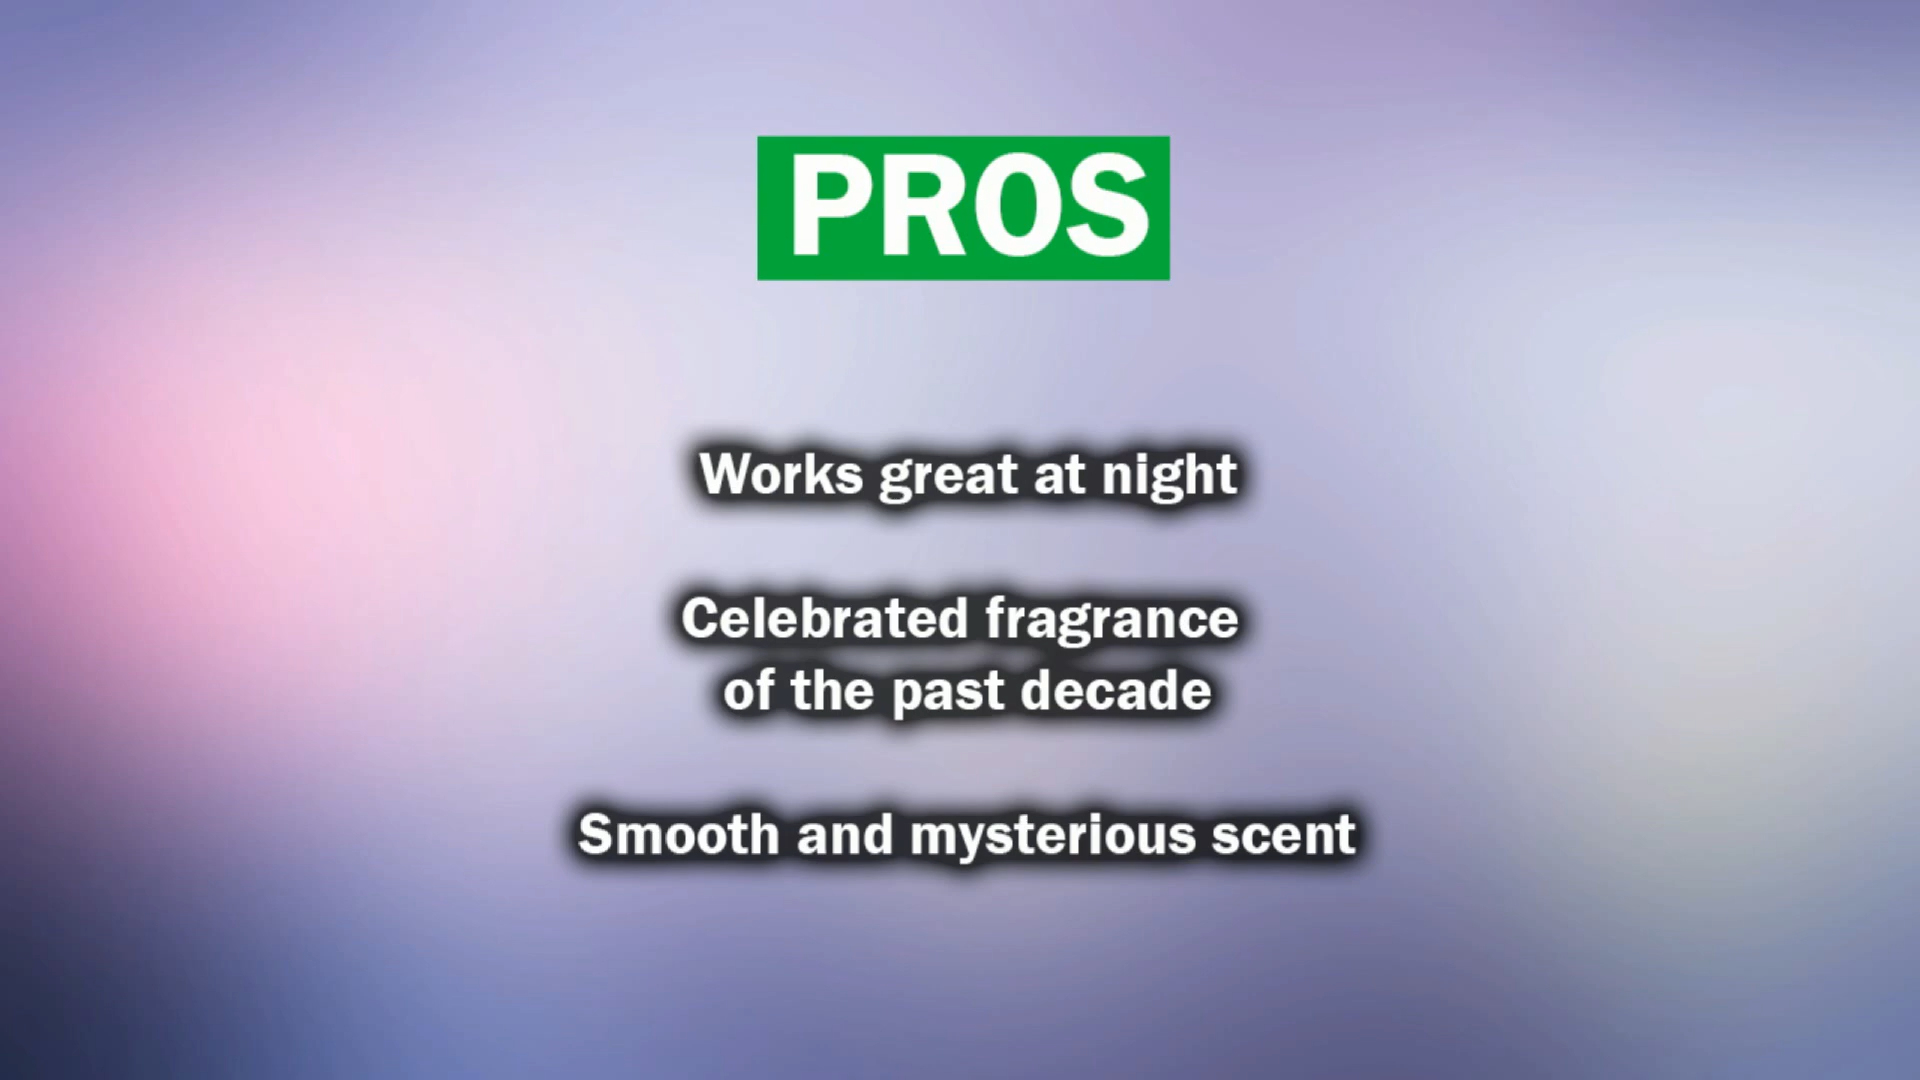 PROS
Works great at night
Celebrated fragrance
of the past decade
Smooth and mysterious scent